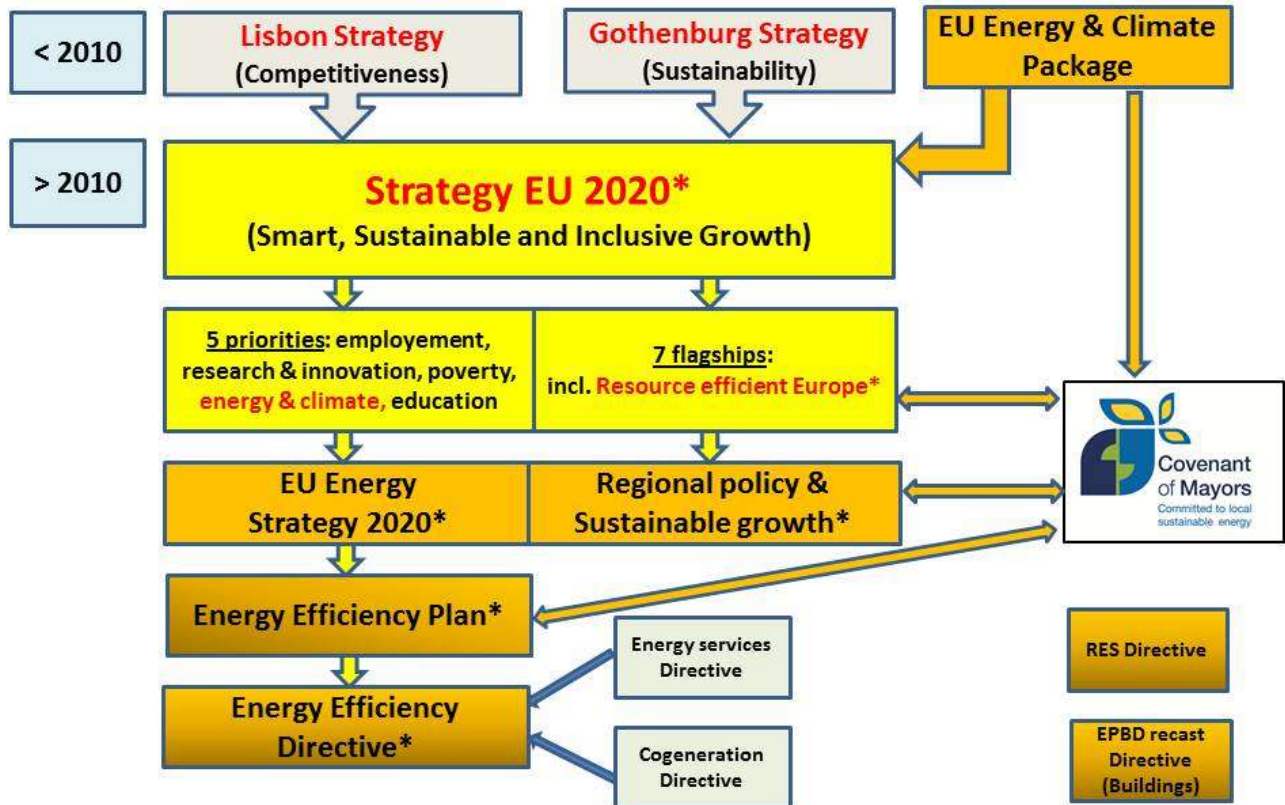 < 2010
Lisbon Strategy
(Competitiveness)
Gothenburg Strategy
(Sustainability)
EU Energy & Climate
Package
> 2010
Strategy EU 2020*
(Smart, Sustainable and Inclusive Growth)
5 priorities: employement,
research & innovation, poverty,
energy & climate, education
7 flagships:
incl. Resource efficient Europe*
Covenant
of Mayors
Committed to local
sustainable energy
EU Energy
Strategy 2020*
Regional policy &
Sustainable growth*
Energy Efficiency Plan*
Energy services
Directive
RES Directive
Energy Efficiency
Directive*
Cogeneration
Directive
EPBD recast
Directive
(Buildings)